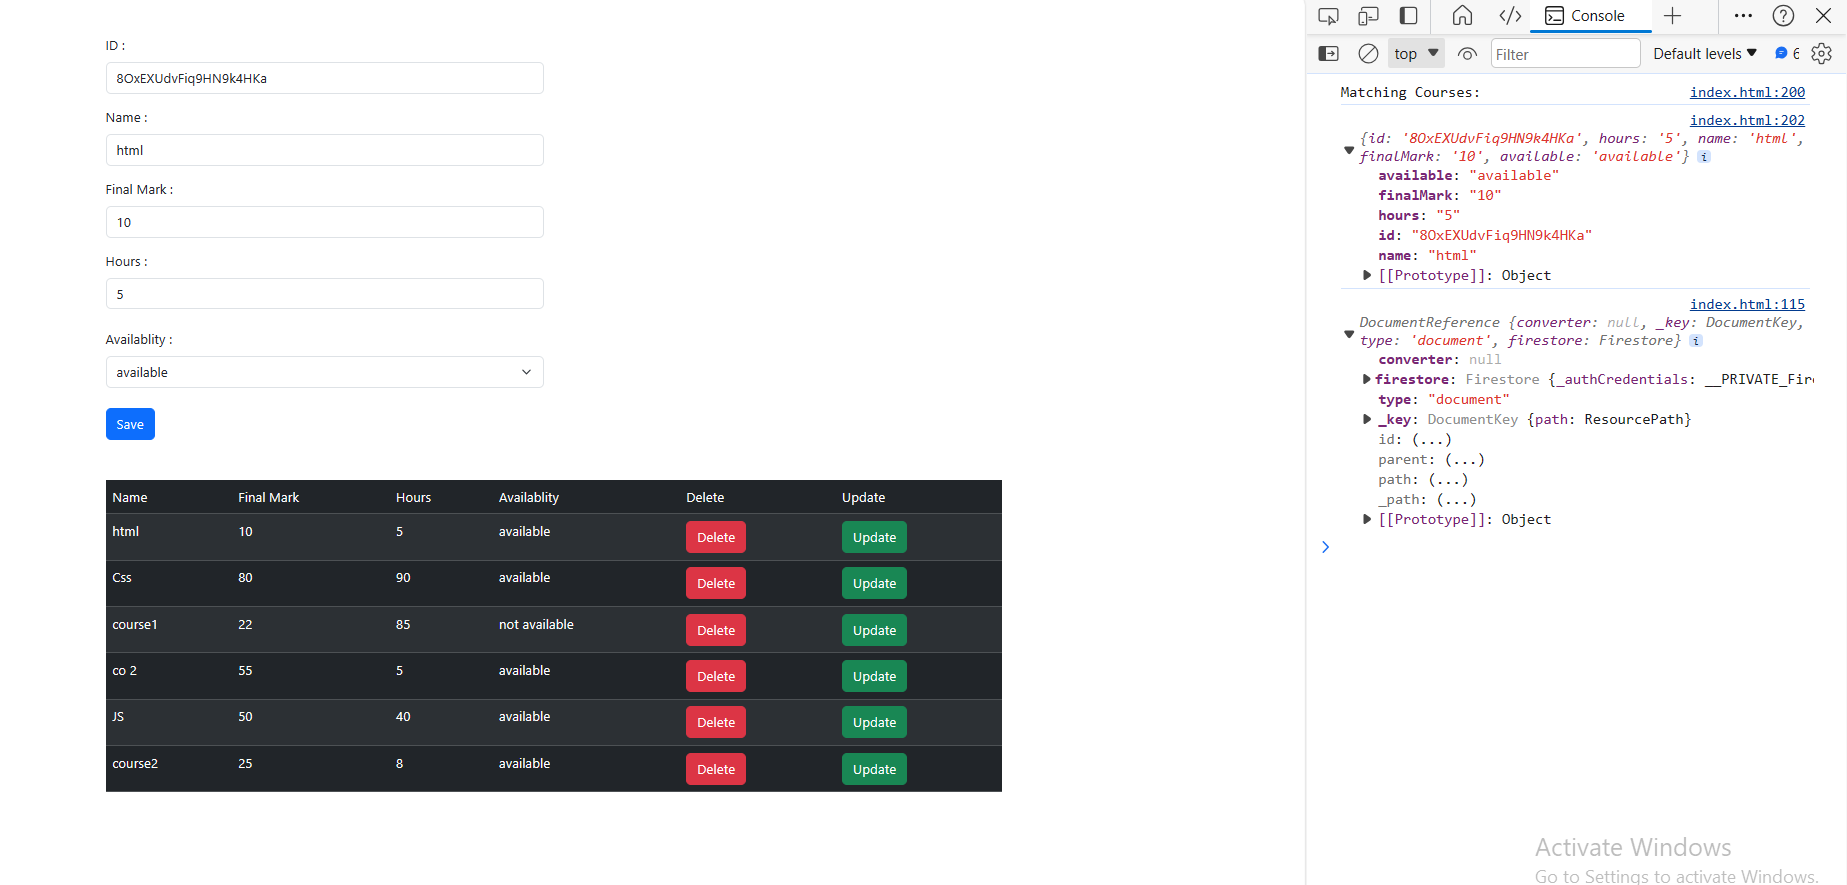 ID :
8OxEXUdvFiq9HN9k4HKa
Name :
html
Final Mark :
10
Hours :
5
Availablity :
available
Save
Name Final Mark Hours Availablity Delete Update
html 10 5 available Delete Update
Css 80 90 available Delete Update
course1 22 85 not available Delete Update
co 2 55 5 available Delete Update
JS 50 40 available Delete Update
course2 25 8 available Delete Update
Console
top Filter Default levels 6
Matching Courses: index.html:200
index.html:202
{id: '8OxEXUdvFiq9HN9k4HKa', hours: '5', name: 'html',
finalMark: '10', available: 'available'}
available: "available"
finalMark: "10"
hours: "5"
id: "8OxEXUdvFiq9HN9k4HKa"
name: "html"
[[Prototype]]: Object
index.html:115
DocumentReference {converter: null, _key: DocumentKey,
type: 'document', firestore: Firestore}
converter: null
firestore: Firestore {_authCredentials: __PRIVATE_Fir
type: "document"
_key: DocumentKey {path: ResourcePath}
id: (...)
parent: (...)
path: (...)
_path: (...)
[[Prototype]]: Object
Activate Windows
Go to Settings to activate Windows.